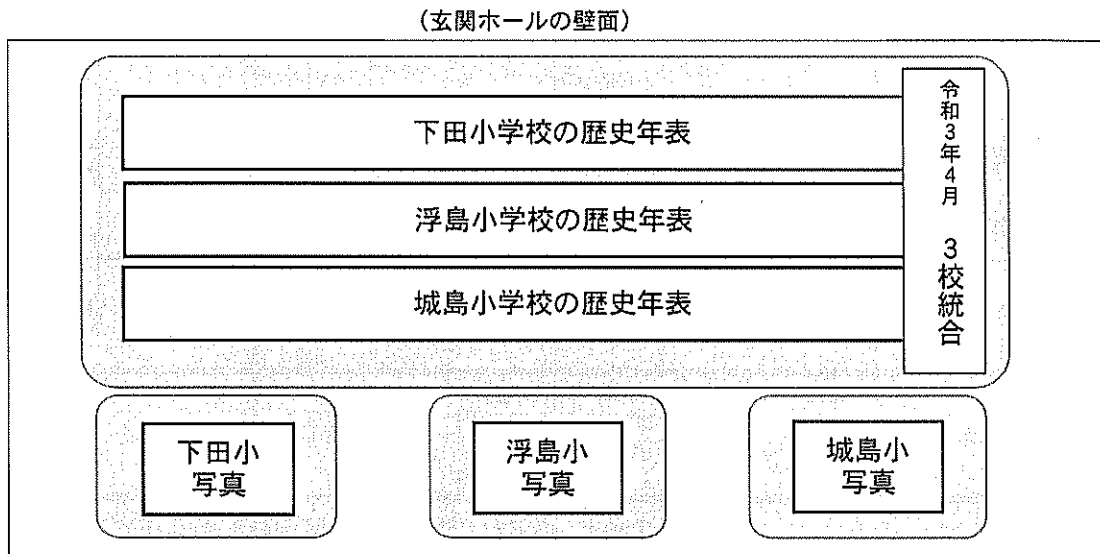 (玄関ホールの壁面)
下田小学校の歴史年表
浮島小学校の歴史年表
城島小学校の歴史年表
令和3年4月 3校統合
下田小
写真
浮島小
写真
城島小
写真